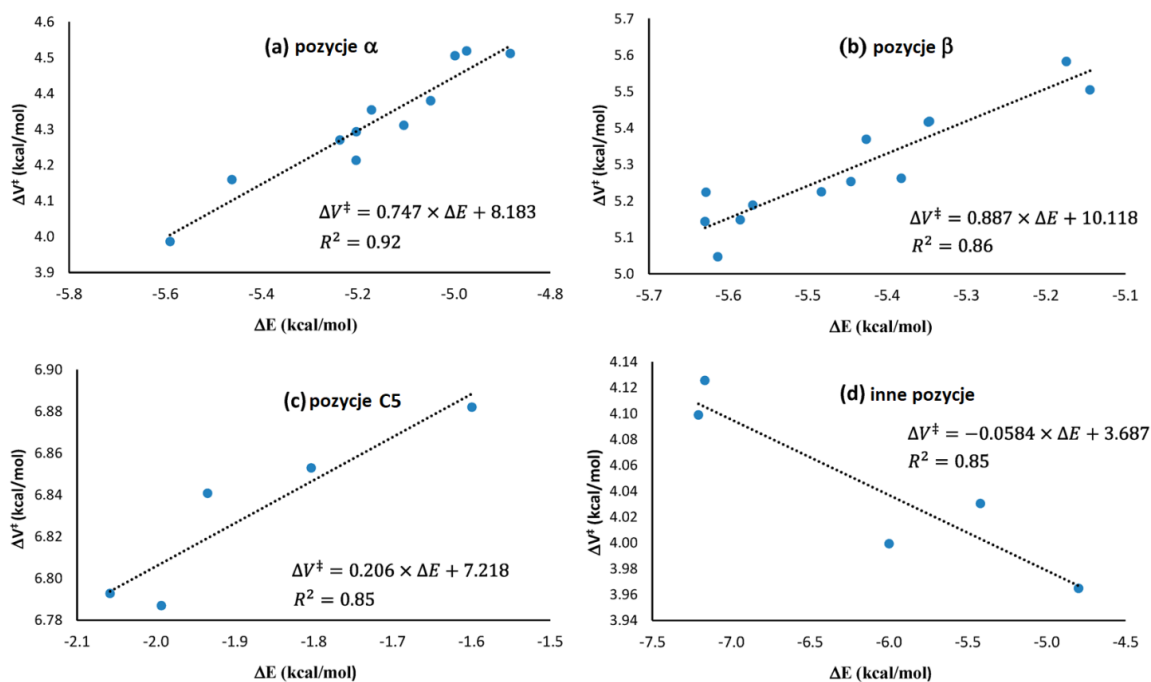 (a) pozycje α
4.6
4.5
4.4
4.3
4.2
4.1
4.0
3.9
ΔV‡ (kcal/mol)
ΔV‡ = 0.747 × ΔE + 8.183
R² = 0.92
-5.8 -5.6 -5.4 -5.2 -5.0 -4.8
ΔE (kcal/mol)
(b) pozycje β
5.7
5.6
5.5
5.4
5.3
5.2
5.1
5.0
ΔV‡ (kcal/mol)
ΔV‡ = 0.887 × ΔE + 10.118
R² = 0.86
-5.7 -5.6 -5.5 -5.4 -5.3 -5.2 -5.1
ΔE (kcal/mol)
(c) pozycje C5
6.90
6.88
6.86
6.84
6.82
6.80
6.78
ΔV‡ (kcal/mol)
ΔV‡ = 0.206 × ΔE + 7.218
R² = 0.85
-2.1 -2.0 -1.9 -1.8 -1.7 -1.6 -1.5
ΔE (kcal/mol)
(d) inne pozycje
4.14
4.12
4.10
4.08
4.06
4.04
4.02
4.00
3.98
3.96
3.94
ΔV‡ (kcal/mol)
ΔV‡ = −0.0584 × ΔE + 3.687
R² = 0.85
-7.5 -7.0 -6.5 -6.0 -5.5 -5.0 -4.5
ΔE (kcal/mol)